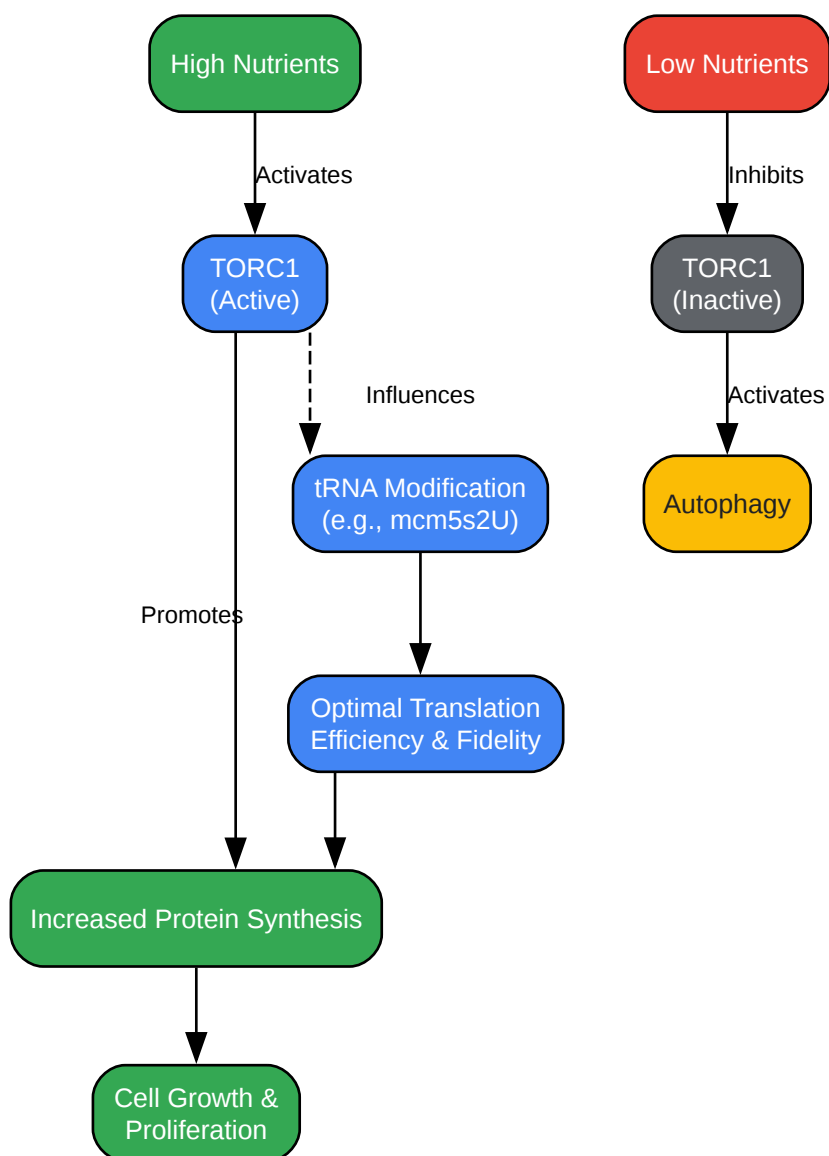 High Nutrients
Low Nutrients
Activates
Inhibits
TORC1
(Active)
TORC1
(Inactive)
Influences
Activates
tRNA Modification
(e.g., mcm5s2U)
Autophagy
Promotes
Optimal Translation
Efficiency & Fidelity
Increased Protein Synthesis
Cell Growth &
Proliferation